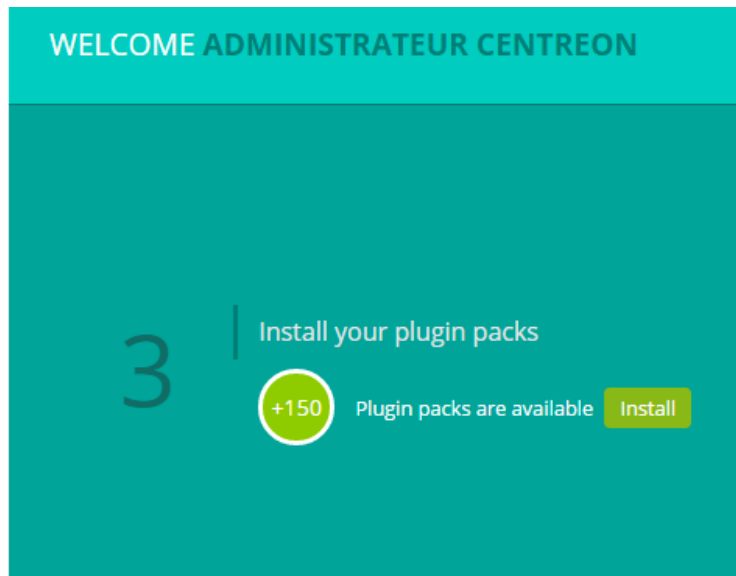 WELCOME ADMINISTRATEUR CENTREON
3
Install your plugin packs
+150 Plugin packs are available Install